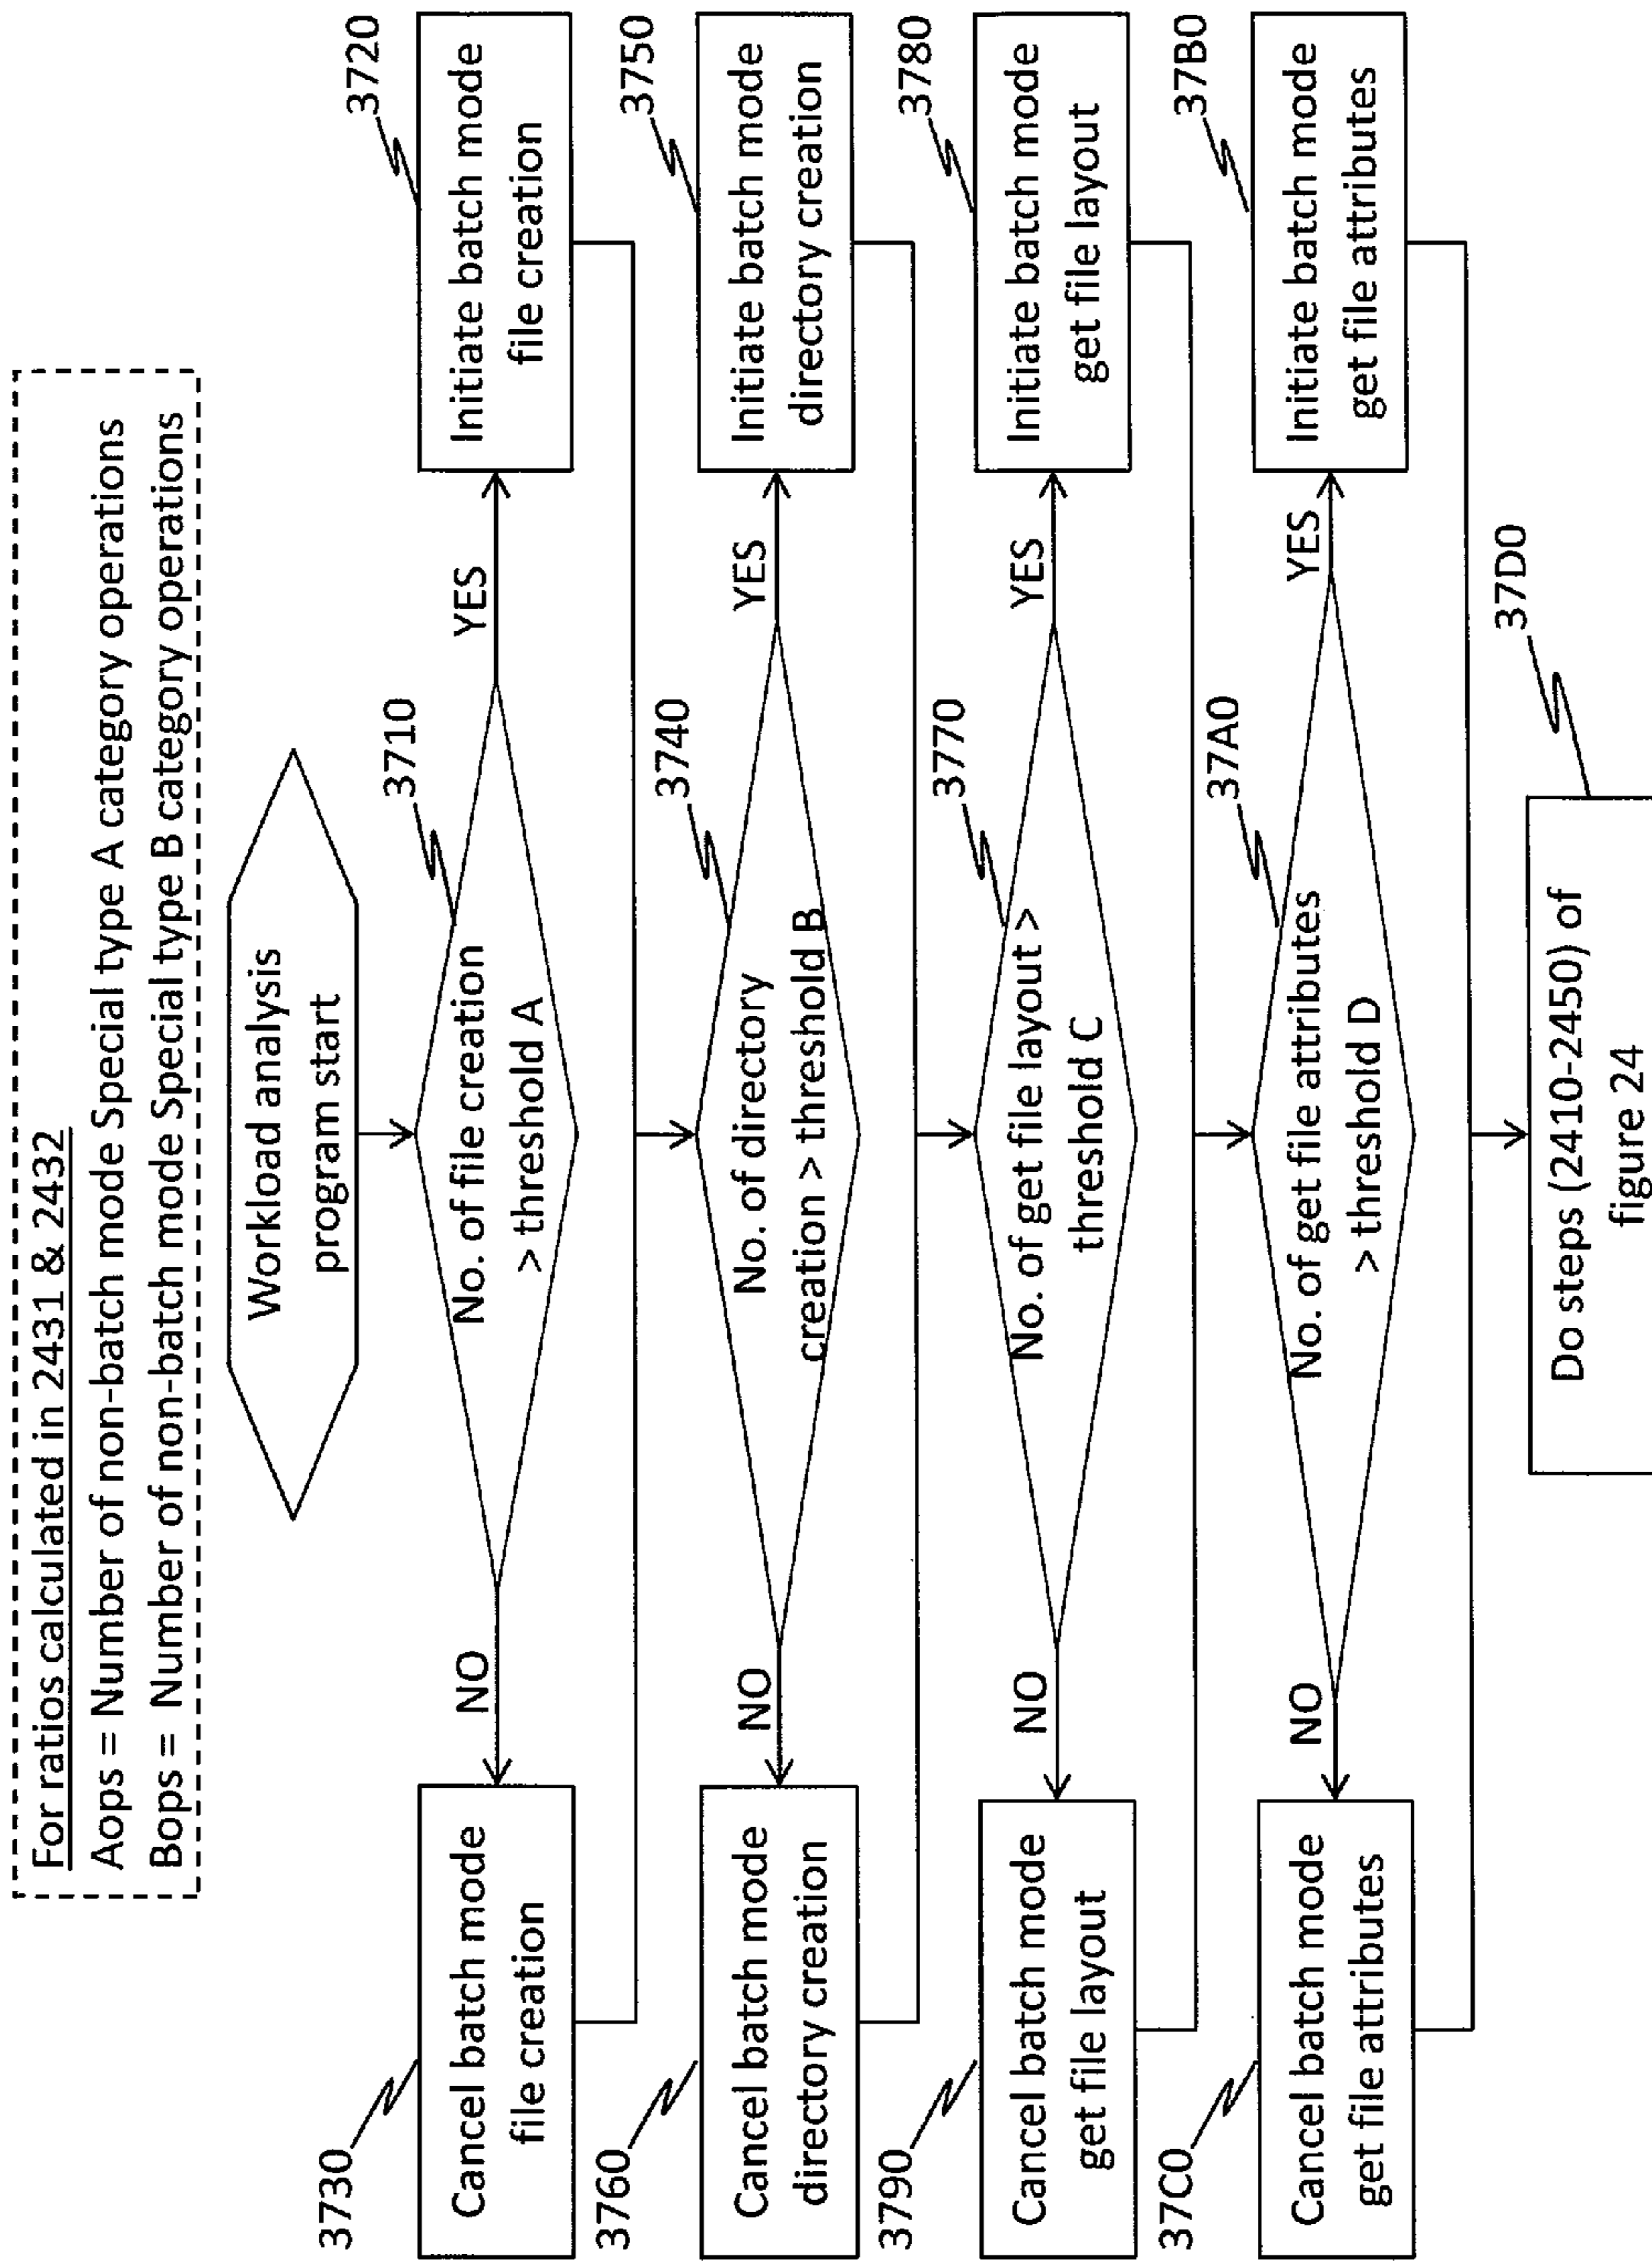 For ratios calculated in 2431 & 2432
Aops = Number of non-batch mode Special type A category operations
Bops = Number of non-batch mode Special type B category operations
Workload analysis
program start
3710
No. of file creation
> threshold A
YES
NO
3720
Initiate batch mode
file creation
3730
Cancel batch mode
file creation
3740
No. of directory
creation > threshold B
YES
NO
3750
Initiate batch mode
directory creation
3760
Cancel batch mode
directory creation
3770
No. of get file layout >
threshold C
YES
NO
3780
Initiate batch mode
get file layout
3790
Cancel batch mode
get file layout
37A0
No. of get file attributes
> threshold D
YES
NO
37B0
Initiate batch mode
get file attributes
37C0
Cancel batch mode
get file attributes
37D0
Do steps (2410-2450) of
figure 24